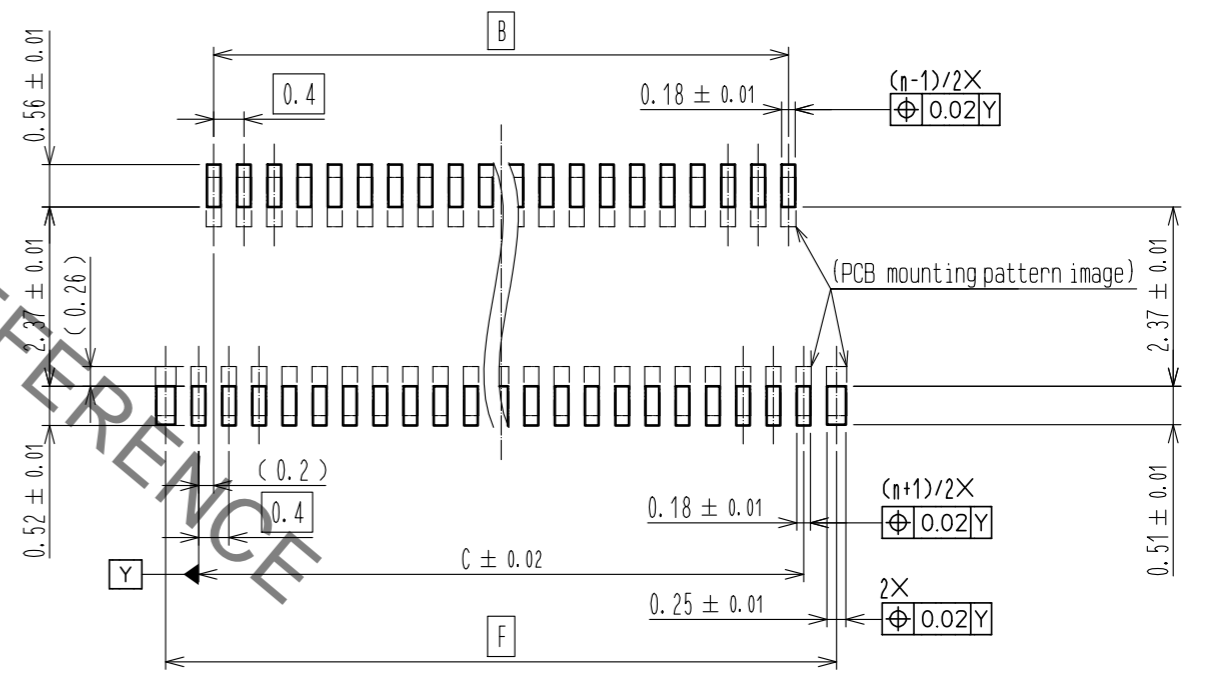 B
0.4
0.18 ± 0.01
(n-1)/2X
⌖ 0.02 Y
0.56 ± 0.01
2.37 ± 0.01
(0.26)
(PCB mounting pattern image)
2.37 ± 0.01
0.52 ± 0.01
(0.2)
0.4
0.18 ± 0.01
(n+1)/2X
⌖ 0.02 Y
0.51 ± 0.01
Y
C ± 0.02
0.25 ± 0.01
2X
⌖ 0.02 Y
F
FERENCE